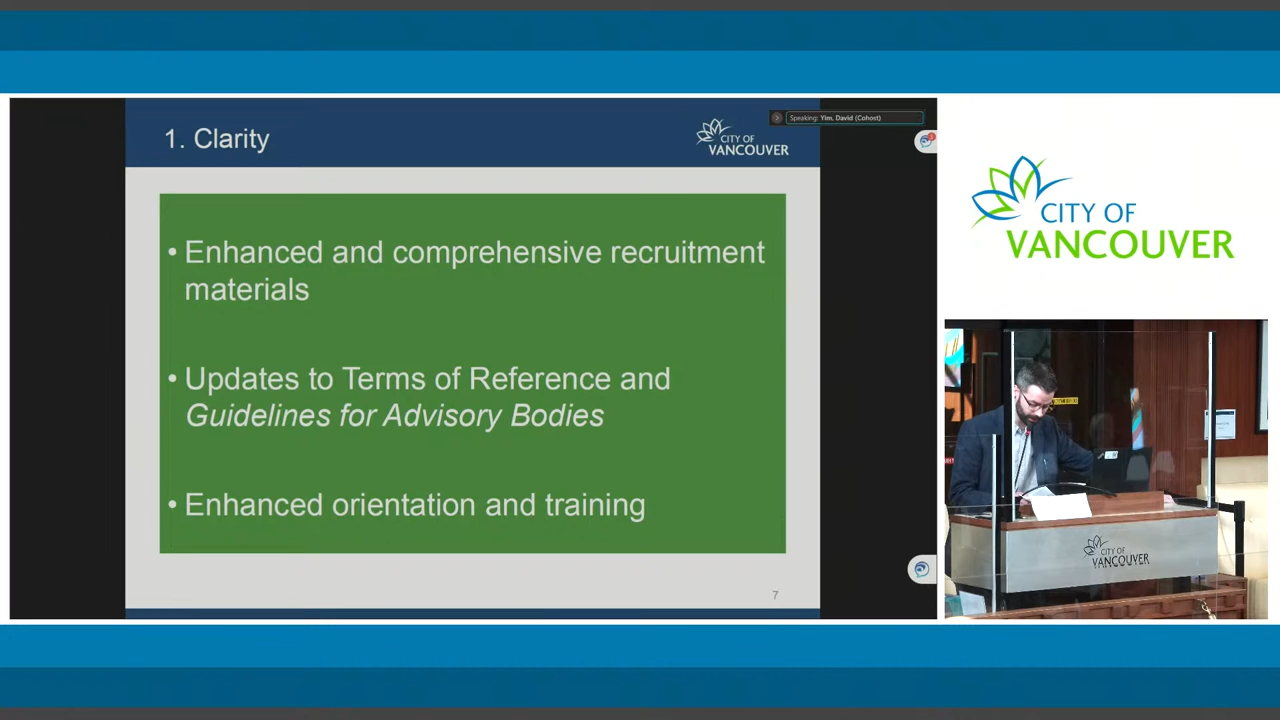 1. Clarity
CITY OF
VANCOUVER
Speaking: Yim, David (Cohost)
• Enhanced and comprehensive recruitment
materials
• Updates to Terms of Reference and
Guidelines for Advisory Bodies
• Enhanced orientation and training
7
CITY OF
VANCOUVER
CITY OF
VANCOUVER